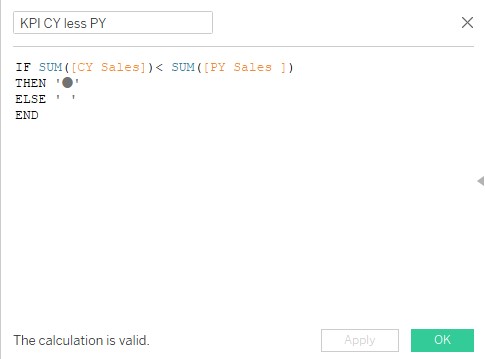 KPI CY less PY
IF SUM([CY Sales])< SUM([PY Sales ])
THEN '●'
ELSE ' '
END
The calculation is valid.
Apply
OK